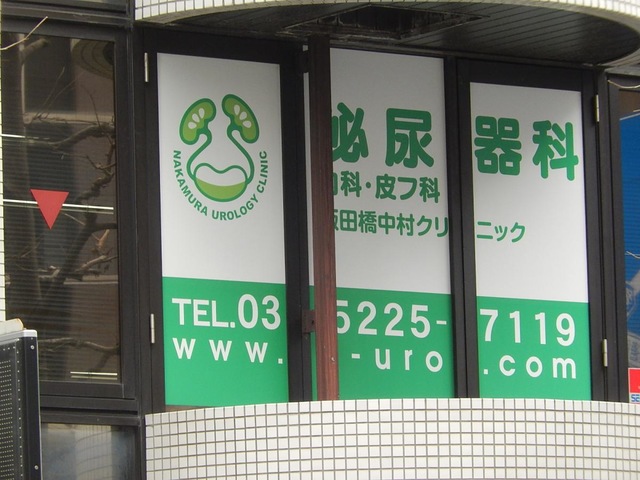 NAKAMURA UROLOGY CLINIC
泌尿器科
内科・皮フ科
飯田橋中村クリニック
TEL.03 5225-7119
www. -uro .com